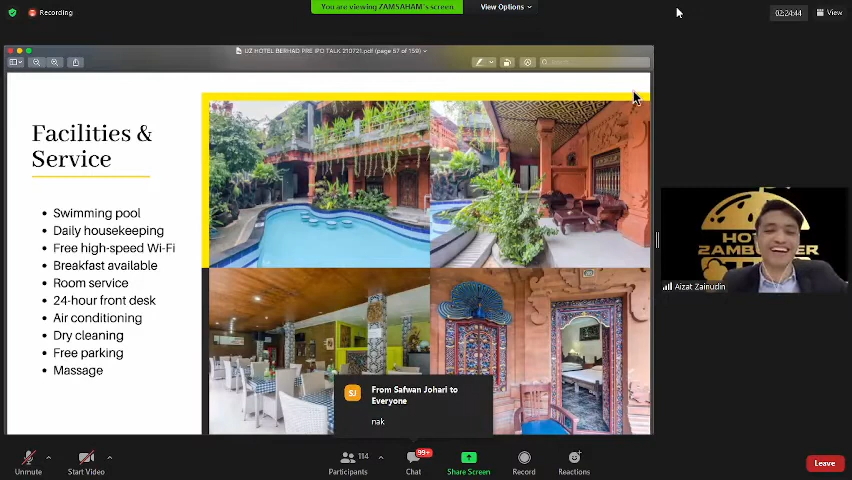 Recording
You are viewing ZAMSAHAM's screen
View Options
02:24:44
View
UZ HOTEL BERHAD PRE IPO TALK 210721.pdf (page 57 of 159)
Search
Facilities &
Service
• Swimming pool
• Daily housekeeping
• Free high-speed Wi-Fi
• Breakfast available
• Room service
• 24-hour front desk
• Air conditioning
• Dry cleaning
• Free parking
• Massage
Aizat Zainudin
SJ
From Safwan Johari to
Everyone
nak
Unmute
Start Video
114
Participants
99+
Chat
Share Screen
Record
Reactions
Leave